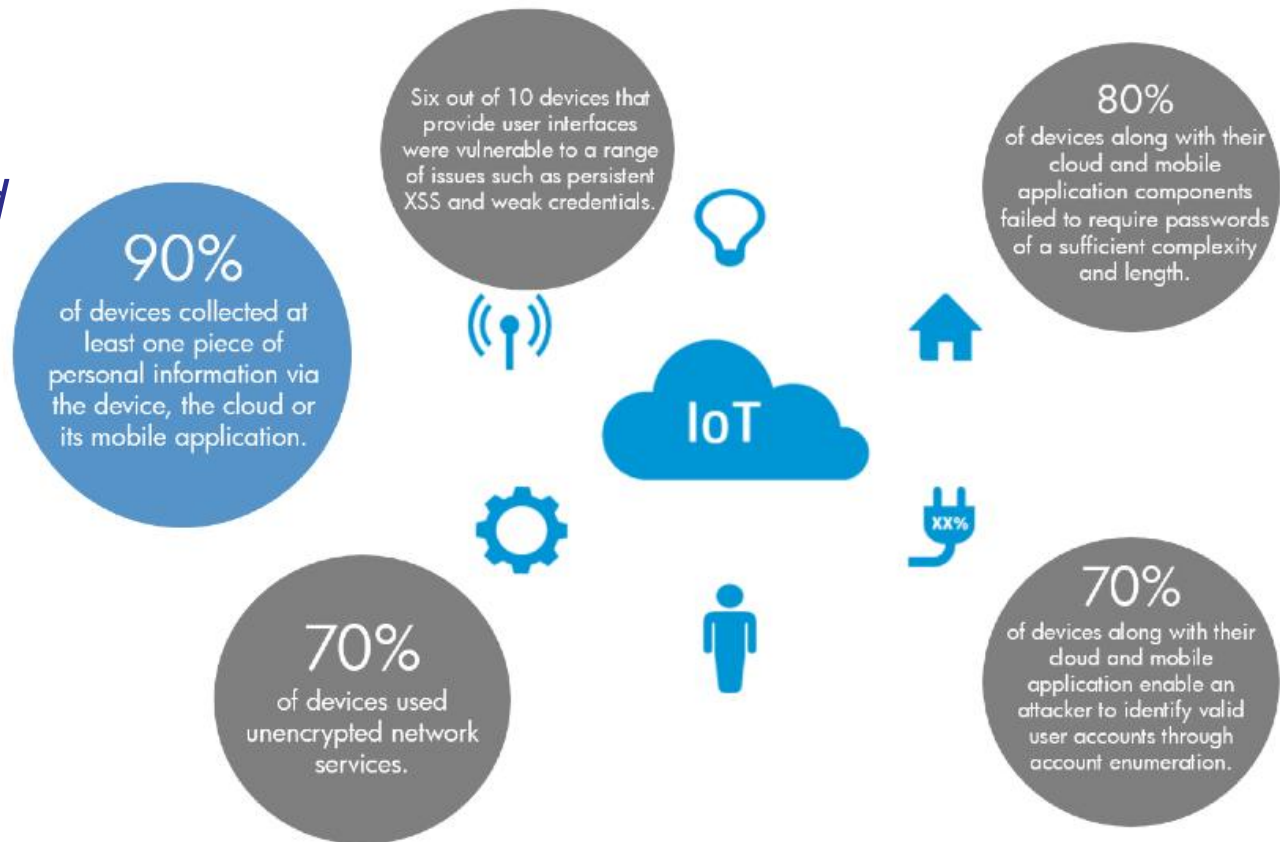 Six out of 10 devices that
provide user interfaces
were vulnerable to a range
of issues such as persistent
XSS and weak credentials.
80%
of devices along with their
cloud and mobile
application components
failed to require passwords
of a sufficient complexity
and length.
90%
of devices collected at
least one piece of
personal information via
the device, the cloud or
its mobile application.
IoT
XX%
70%
of devices used
unencrypted network
services.
70%
of devices along with their
cloud and mobile
application enable an
attacker to identify valid
user accounts through
account enumeration.